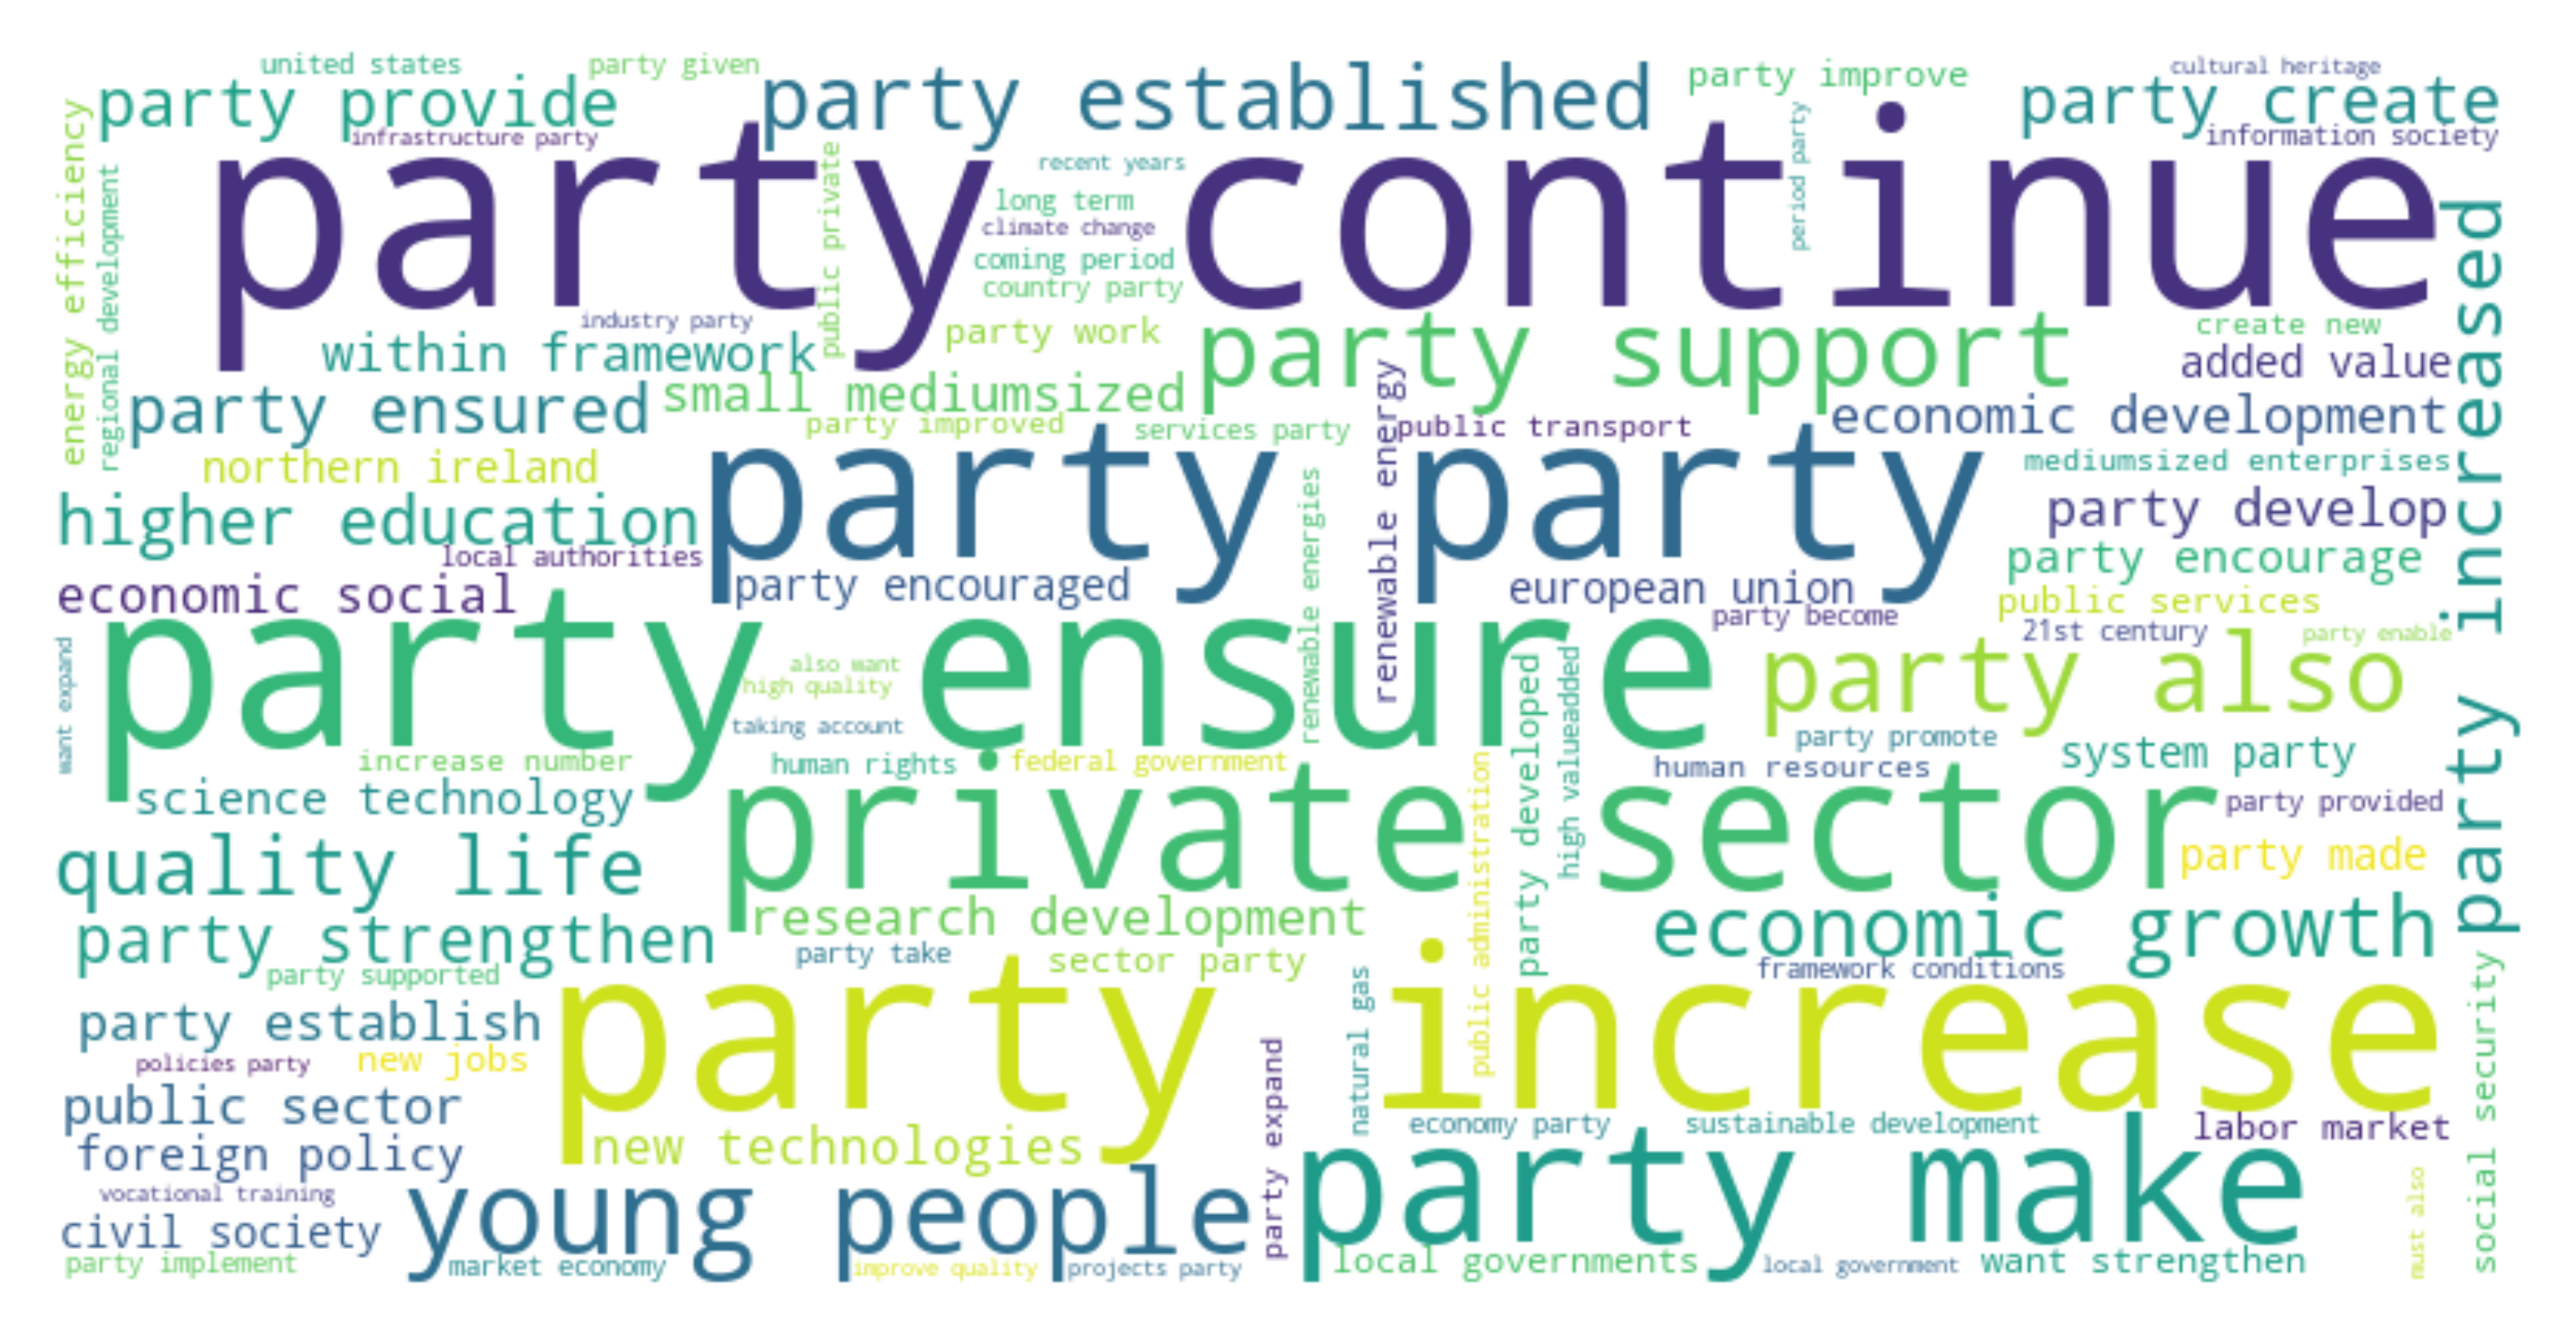 united states
party given
party established
party improve
cultural heritage
party provide
party create
infrastructure party
information society
party continue
recent years
period party
long term
climate change
coming period
country party
public private
energy efficiency
regional development
industry party
party work
party support
create new
within framework
added value
party increased
party ensured
small mediumsized
party improved
services party
renewable energy
public transport
economic development
northern ireland
party party
mediumsized enterprises
higher education
renewable energies
party develop
local authorities
party encourage
economic social
party encouraged
european union
public services
party become
21st century
party enable
party ensure
want expand
also want
high quality
party also
taking account
party developed
high valueadded
party promote
increase number
human rights
federal government
human resources
system party
science technology
private sector
party provided
quality life
public administration
party made
research development
economic growth
party strengthen
party take
sector party
framework conditions
party supported
party increase
natural gas
social security
party establish
policies party
new jobs
public sector
party expand
economy party
sustainable development
labor market
foreign policy
new technologies
party make
vocational training
young people
must also
civil society
party implement
market economy
improve quality
projects party
local governments
local government
want strengthen